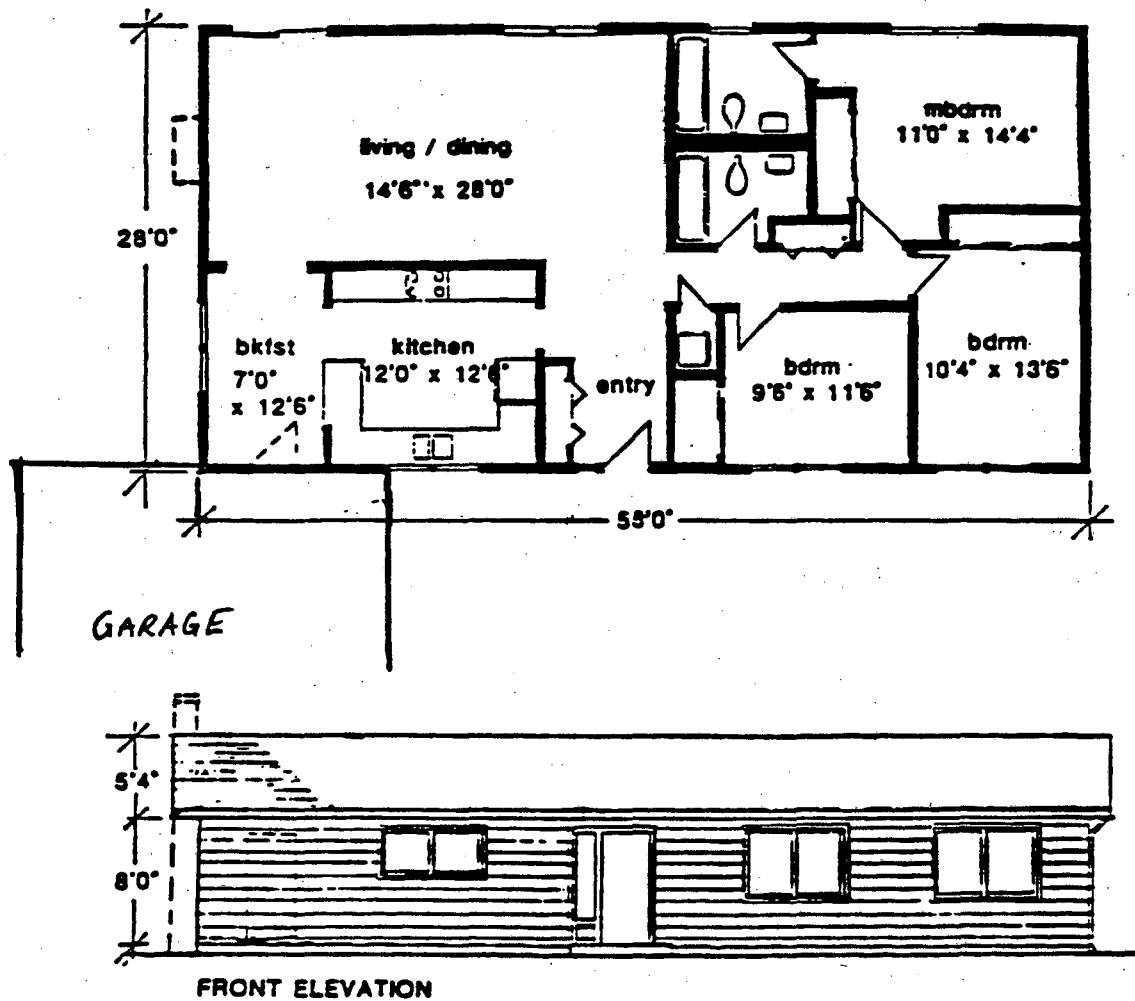 living / dining
14'6" x 28'0"
mbdrm
11'0" x 14'4"
28'0"
bkfst
7'0"
x 12'6"
kitchen
12'0" x 12'6"
entry
bdrm
9'6" x 11'6"
bdrm
10'4" x 13'6"
55'0"
GARAGE
5'4"
8'0"
FRONT ELEVATION